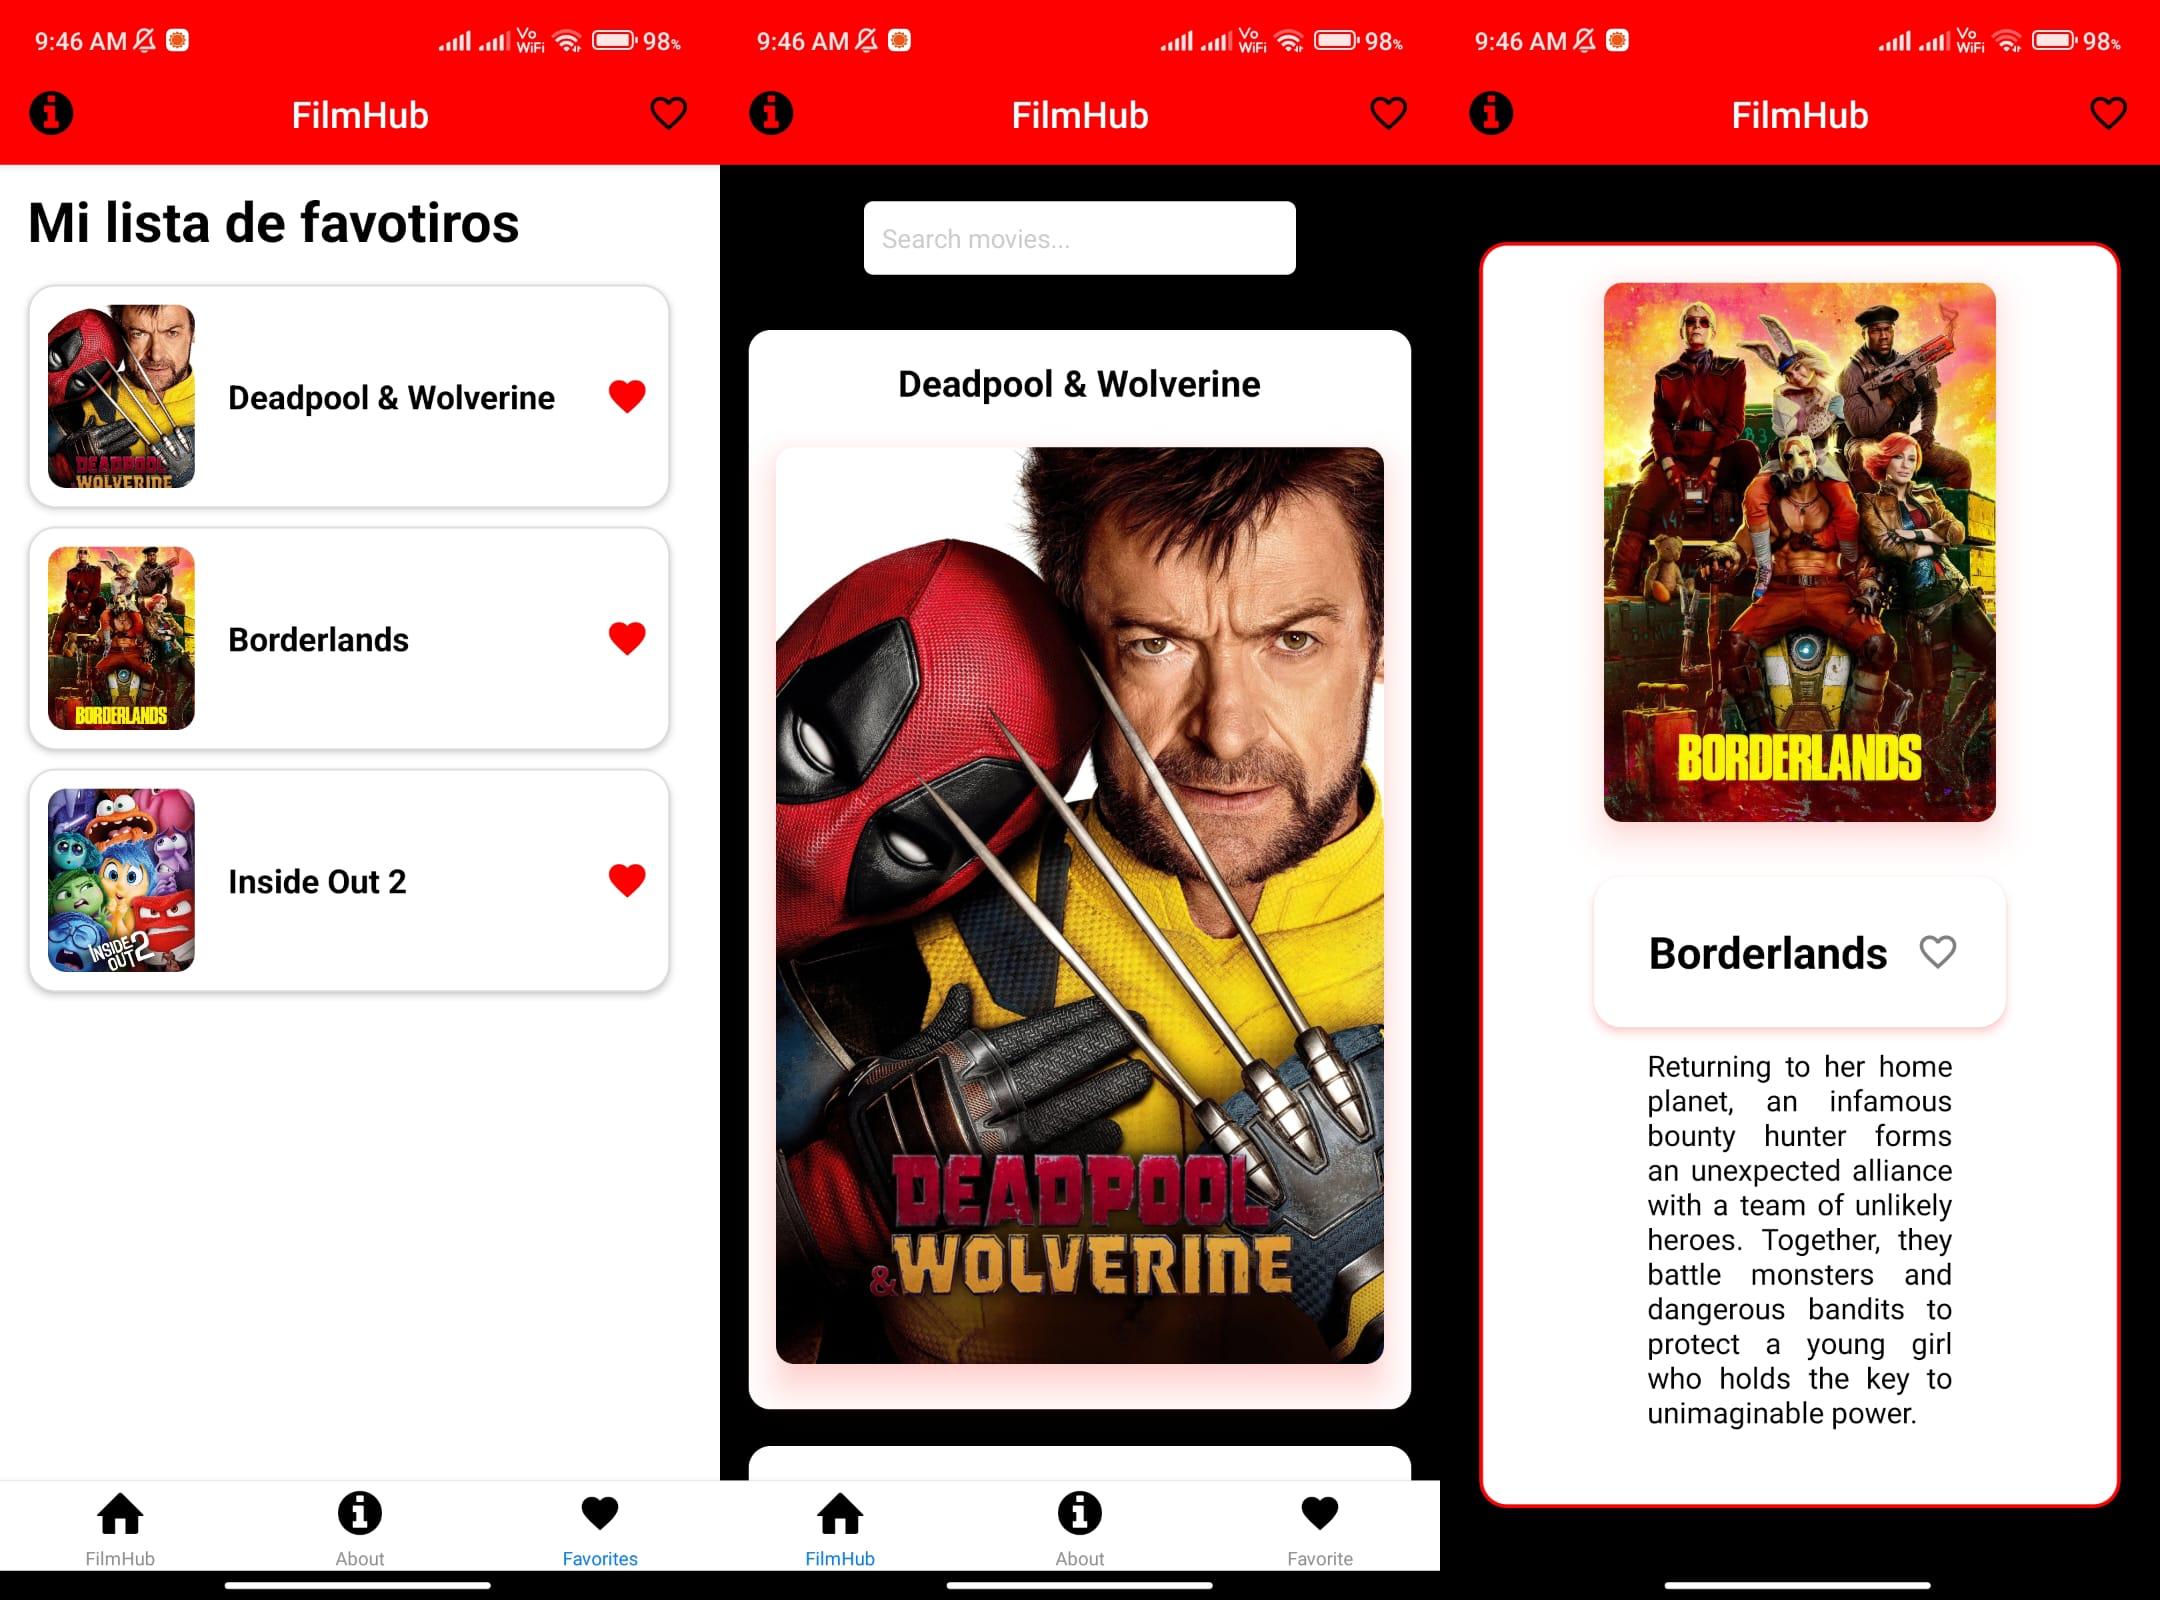 9:46 AM
Vo
WiFi
98%
FilmHub
Mi lista de favotiros
DEADPOOL
WOLVERINE
Deadpool & Wolverine
BORDERLANDS
Borderlands
INSIDE
OUT 2
Inside Out 2
FilmHub
About
Favorites
9:46 AM
Vo
WiFi
98%
FilmHub
Search movies...
Deadpool & Wolverine
DEADPOOL
&WOLVERINE
FilmHub
About
Favorite
9:46 AM
Vo
WiFi
98%
FilmHub
BORDERLANDS
Borderlands
Returning to her home
planet, an infamous
bounty hunter forms
an unexpected alliance
with a team of unlikely
heroes. Together, they
battle monsters and
dangerous bandits to
protect a young girl
who holds the key to
unimaginable power.